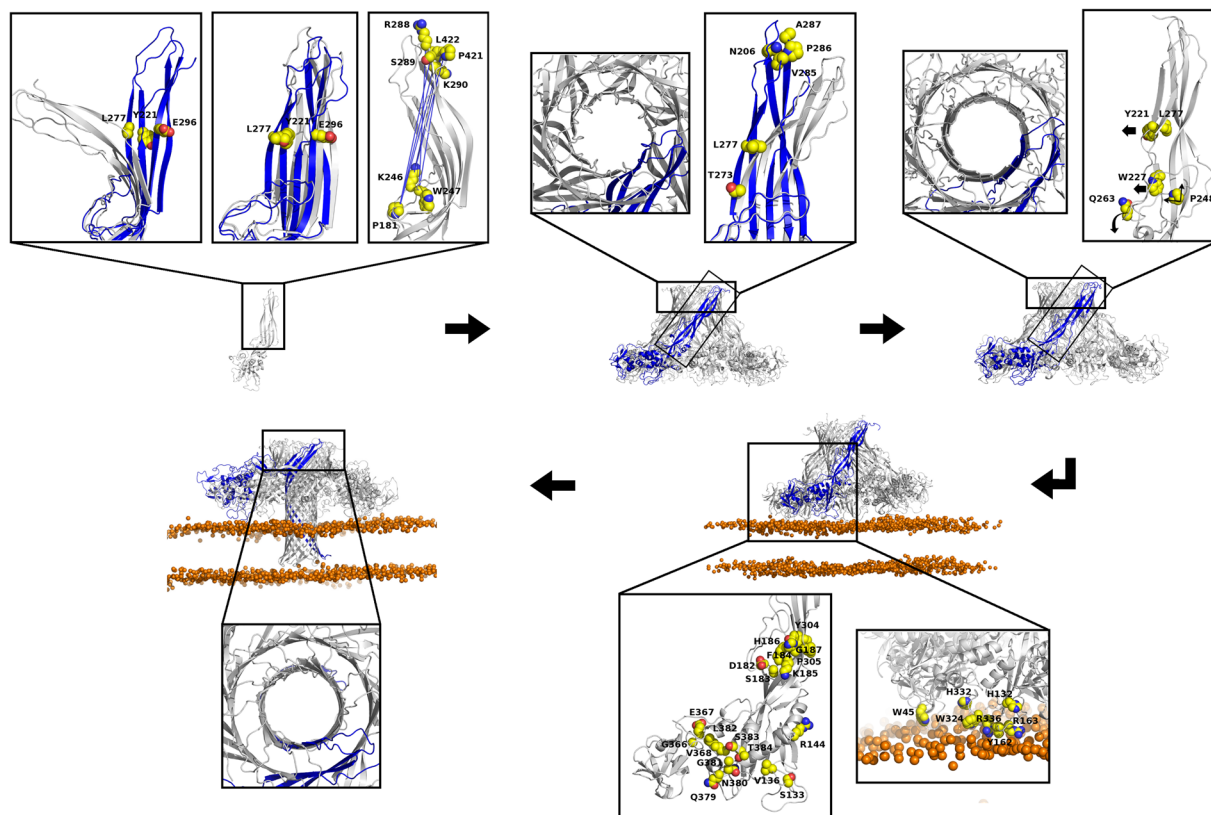 L277
Y221
E296
L277
Y221
E296
R288
L422
S289
P421
K290
K246
W247
P181
A287
N206
P286
V285
L277
T273
Y221
L277
W227
Q263
P248
Y304
H186
F184
G187
D182
P305
S183
K185
E367
L382
S383
G366
T384
R144
V368
G381
V136
N380
S133
Q379
H332
H132
W45
W324
R336
R163
Y162